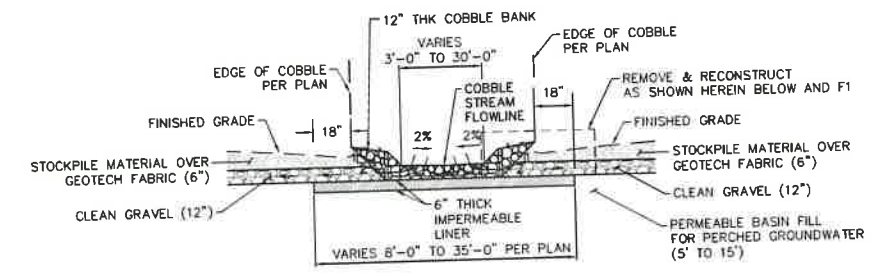 12" THK COBBLE BANK
VARIES
3'-0" TO 30'-0"
EDGE OF COBBLE
PER PLAN
EDGE OF COBBLE
PER PLAN
COBBLE
STREAM
FLOWLINE
18"
REMOVE & RECONSTRUCT
AS SHOWN HEREIN BELOW AND F1
FINISHED GRADE
18"
2%
2%
FINISHED GRADE
STOCKPILE MATERIAL OVER
GEOTECH FABRIC (6")
STOCKPILE MATERIAL OVER
GEOTECH FABRIC (6")
CLEAN GRAVEL (12")
CLEAN GRAVEL (12")
6" THICK
IMPERMEABLE
LINER
VARIES 8'-0" TO 35'-0" PER PLAN
PERMEABLE BASIN FILL
FOR PERCHED GROUNDWATER
(5' TO 15')